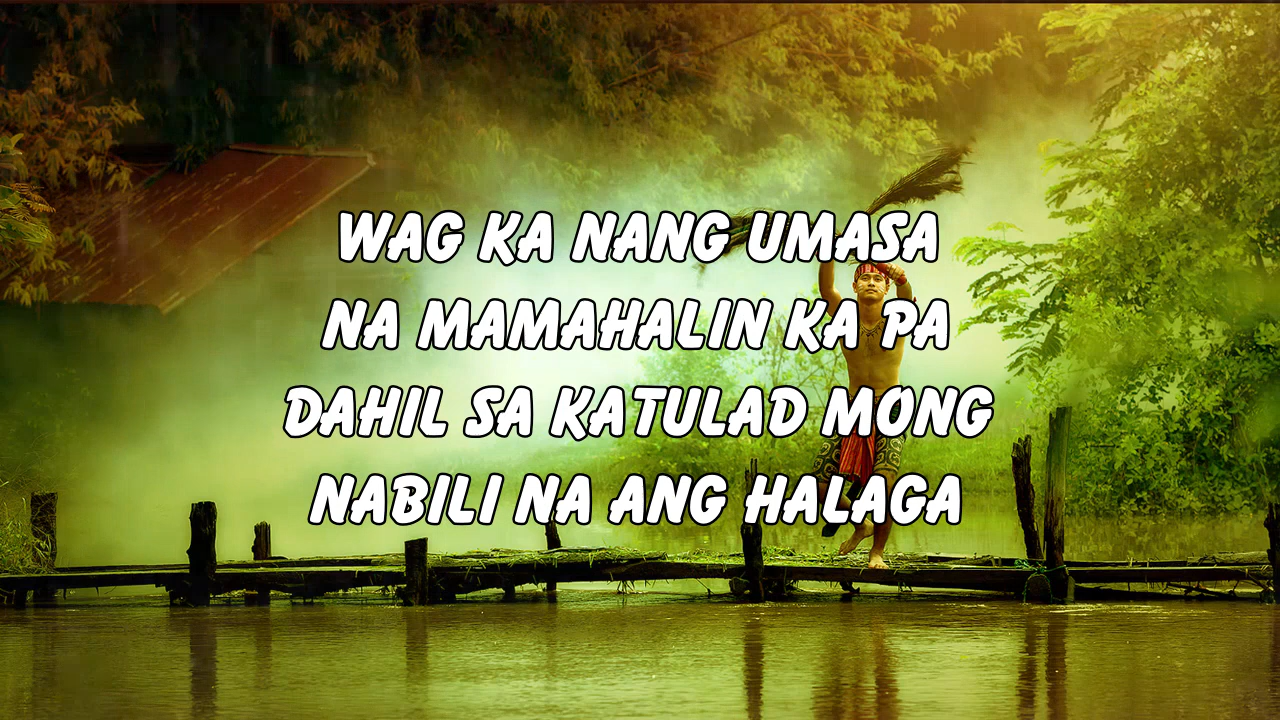 WAG KA NANG UMASA
NA MAMAHALIN KA PA
DAHIL SA KATULAD MONG
NABILI NA ANG HALAGA